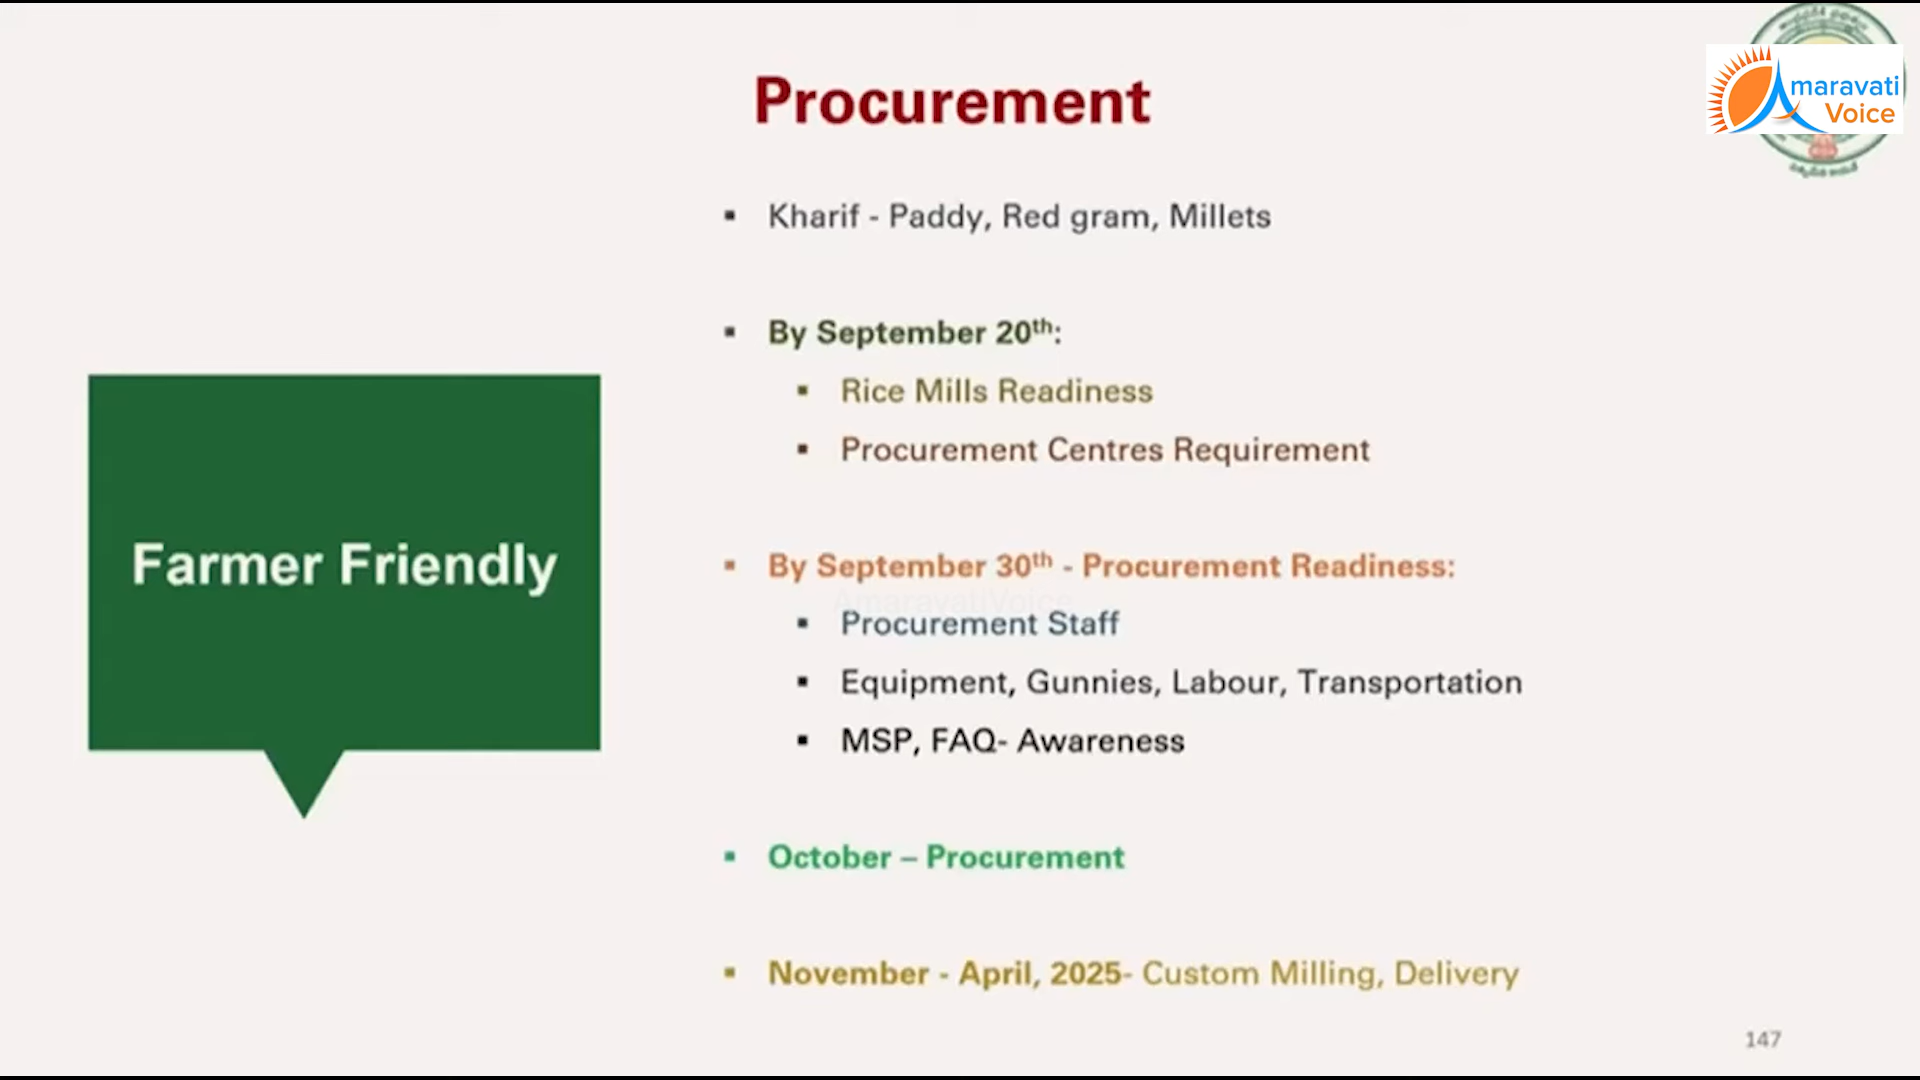 Procurement
maravati
Voice
▪ Kharif - Paddy, Red gram, Millets
▪ By September 20th:
▪ Rice Mills Readiness
▪ Procurement Centres Requirement
Farmer Friendly
▪ By September 30th - Procurement Readiness:
AmaravatiVoice
▪ Procurement Staff
▪ Equipment, Gunnies, Labour, Transportation
▪ MSP, FAQ- Awareness
▪ October – Procurement
▪ November - April, 2025- Custom Milling, Delivery
147